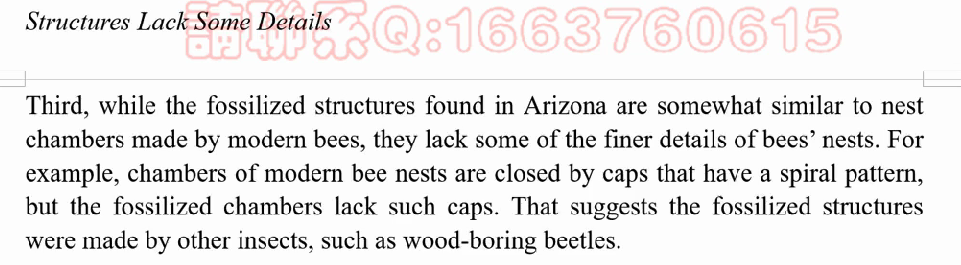 Structures Lack Some Details
請聯系Q:1663760615
Third, while the fossilized structures found in Arizona are somewhat similar to nest
chambers made by modern bees, they lack some of the finer details of bees’ nests. For
example, chambers of modern bee nests are closed by caps that have a spiral pattern,
but the fossilized chambers lack such caps. That suggests the fossilized structures
were made by other insects, such as wood-boring beetles.